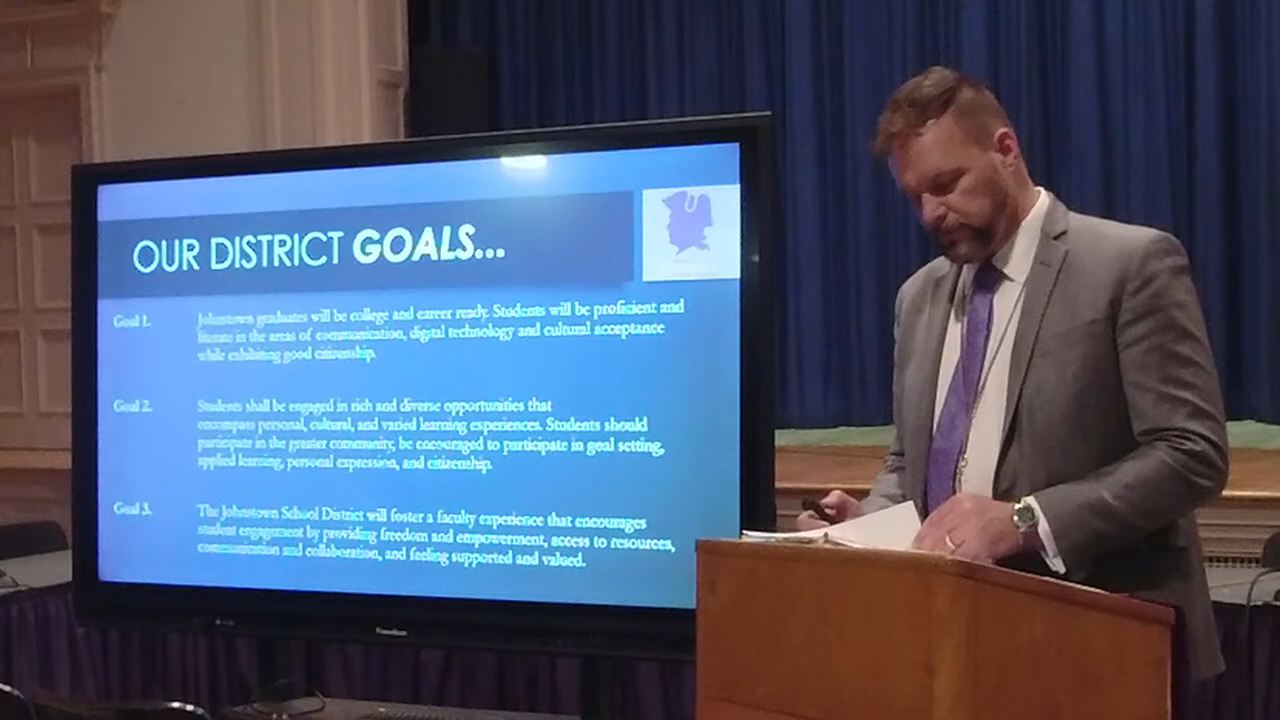 OUR DISTRICT GOALS...
Goal 1. Johnstown graduates will be college and career ready. Students will be proficient and
literate in the areas of communication, digital technology and cultural acceptance
while exhibiting good citizenship.
Goal 2. Students shall be engaged in rich and diverse opportunities that
encompass personal, cultural, and varied learning experiences. Students should
participate in the greater community, be encouraged to participate in goal setting,
applied learning, personal expression, and citizenship.
Goal 3. The Johnstown School District will foster a faculty experience that encourages
student engagement by providing freedom and empowerment, access to resources,
communication and collaboration, and feeling supported and valued.